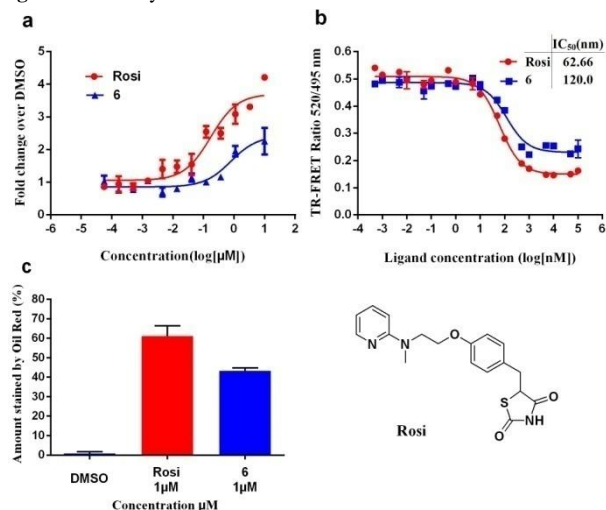 a
Fold change over DMSO
5
4
3
2
1
0
Rosi
6
-6 -5 -4 -3 -2 -1 0 1 2
Concentration(log[µM])
b
TR-FRET Ratio 520/495 nm
0.6
0.5
0.4
0.3
0.2
0.1
0.0
IC50(nm)
Rosi 62.66
6 120.0
-4 -3 -2 -1 0 1 2 3 4 5 6
Ligand concentration (log[nM])
c
Amount stained by Oil Red (%)
80
70
60
50
40
30
20
10
0
DMSO
Rosi
1µM
6
1µM
Concentration µM
N
N
O
S
O
O
NH
Rosi